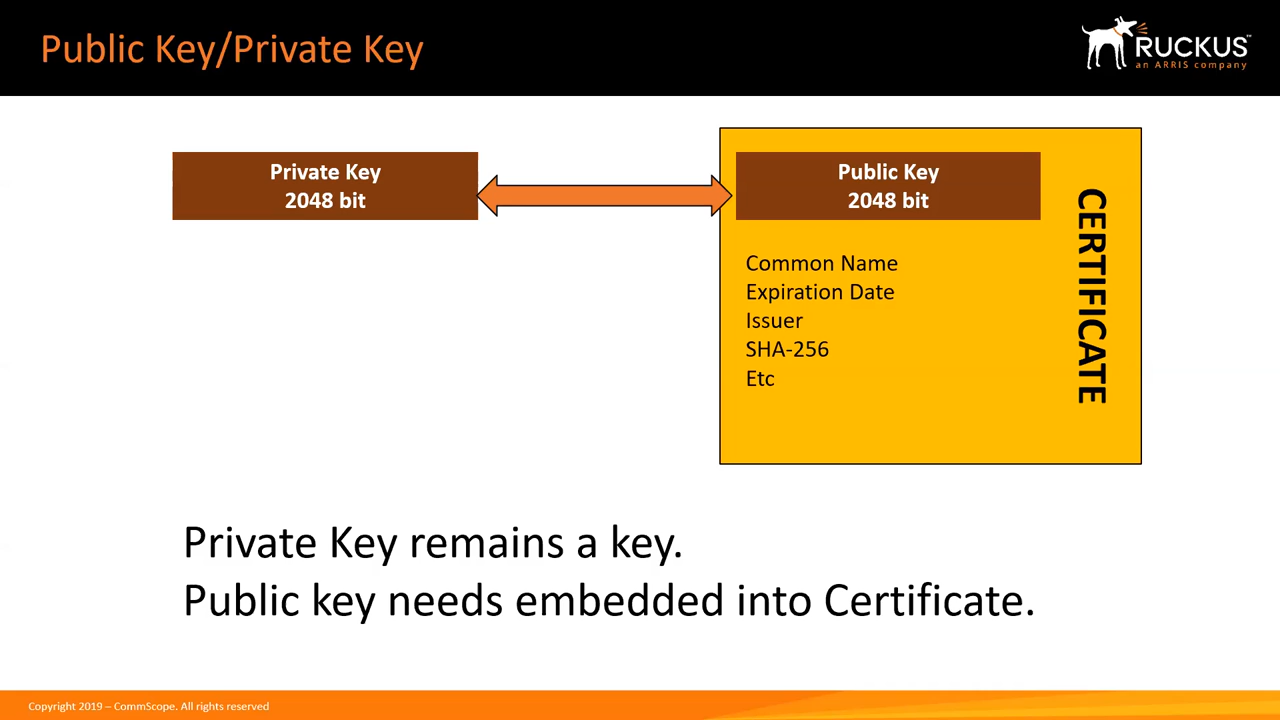 Public Key/Private Key
RUCKUS™
an ARRIS company
Private Key
2048 bit
Public Key
2048 bit
CERTIFICATE
Common Name
Expiration Date
Issuer
SHA-256
Etc
Private Key remains a key.
Public key needs embedded into Certificate.
Copyright 2019 – CommScope. All rights reserved